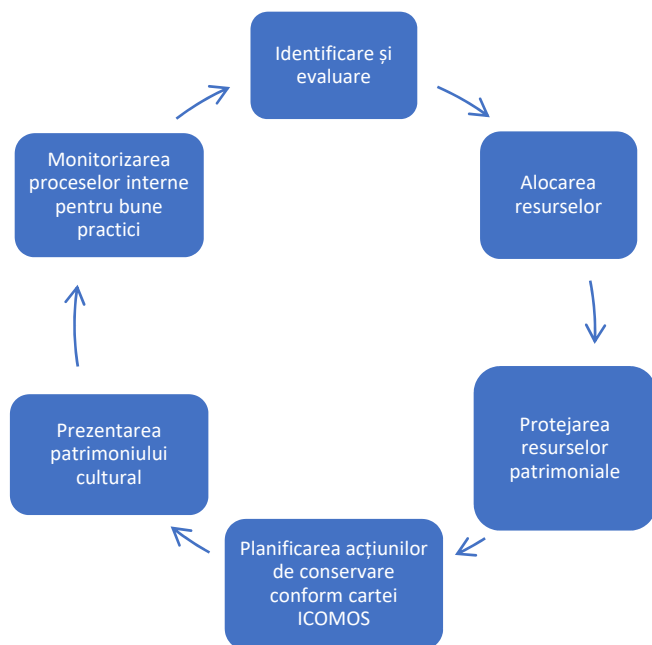 Identificare și
evaluare
Alocarea
resurselor
Protejarea
resurselor
patrimoniale
Planificarea acțiunilor
de conservare
conform cartei
ICOMOS
Prezentarea
patrimoniului
cultural
Monitorizarea
proceselor interne
pentru bune
practici